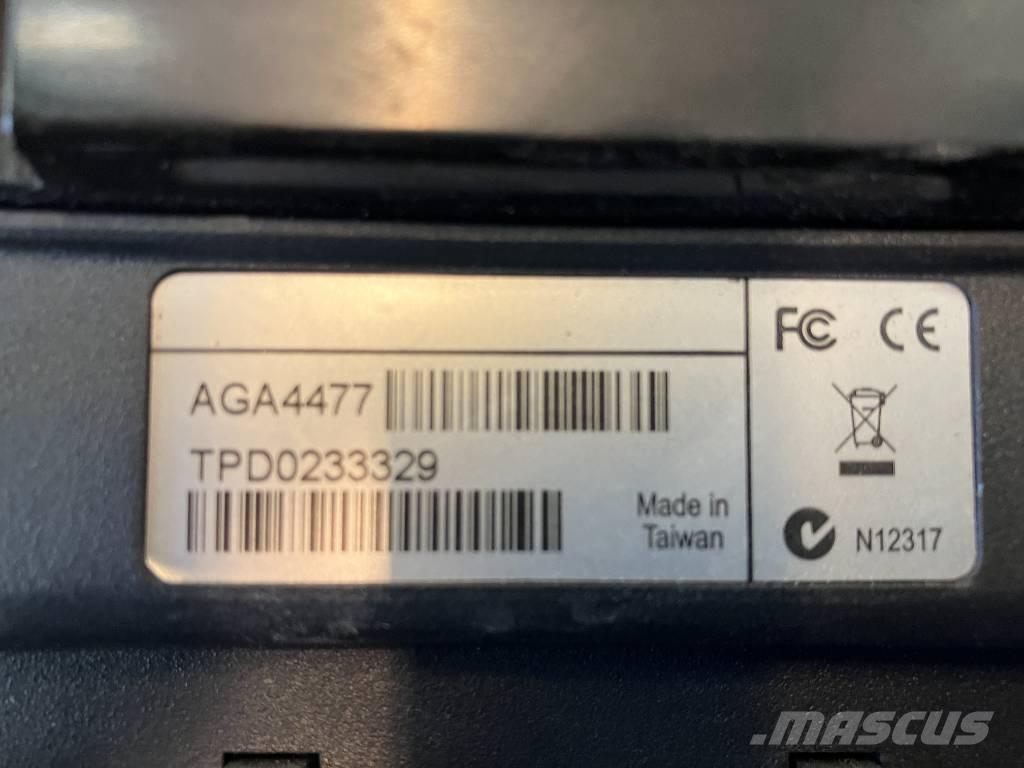 AGA4477
TPD0233329
Made in
Taiwan
FC CE
N12317
MASCUS